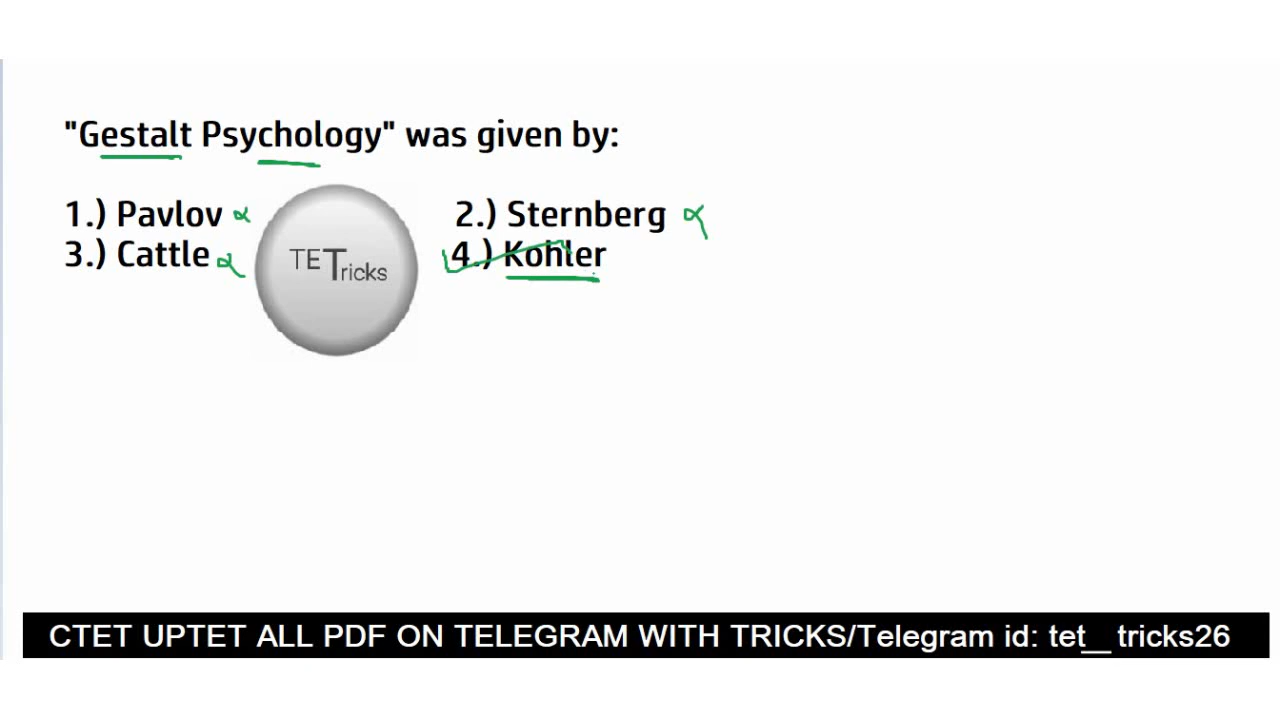 "Gestalt Psychology" was given by:
1.) Pavlov 2.) Sternberg
3.) Cattle 4.) Kohler
TETricks
CTET UPTET ALL PDF ON TELEGRAM WITH TRICKS/Telegram id: tet__tricks26